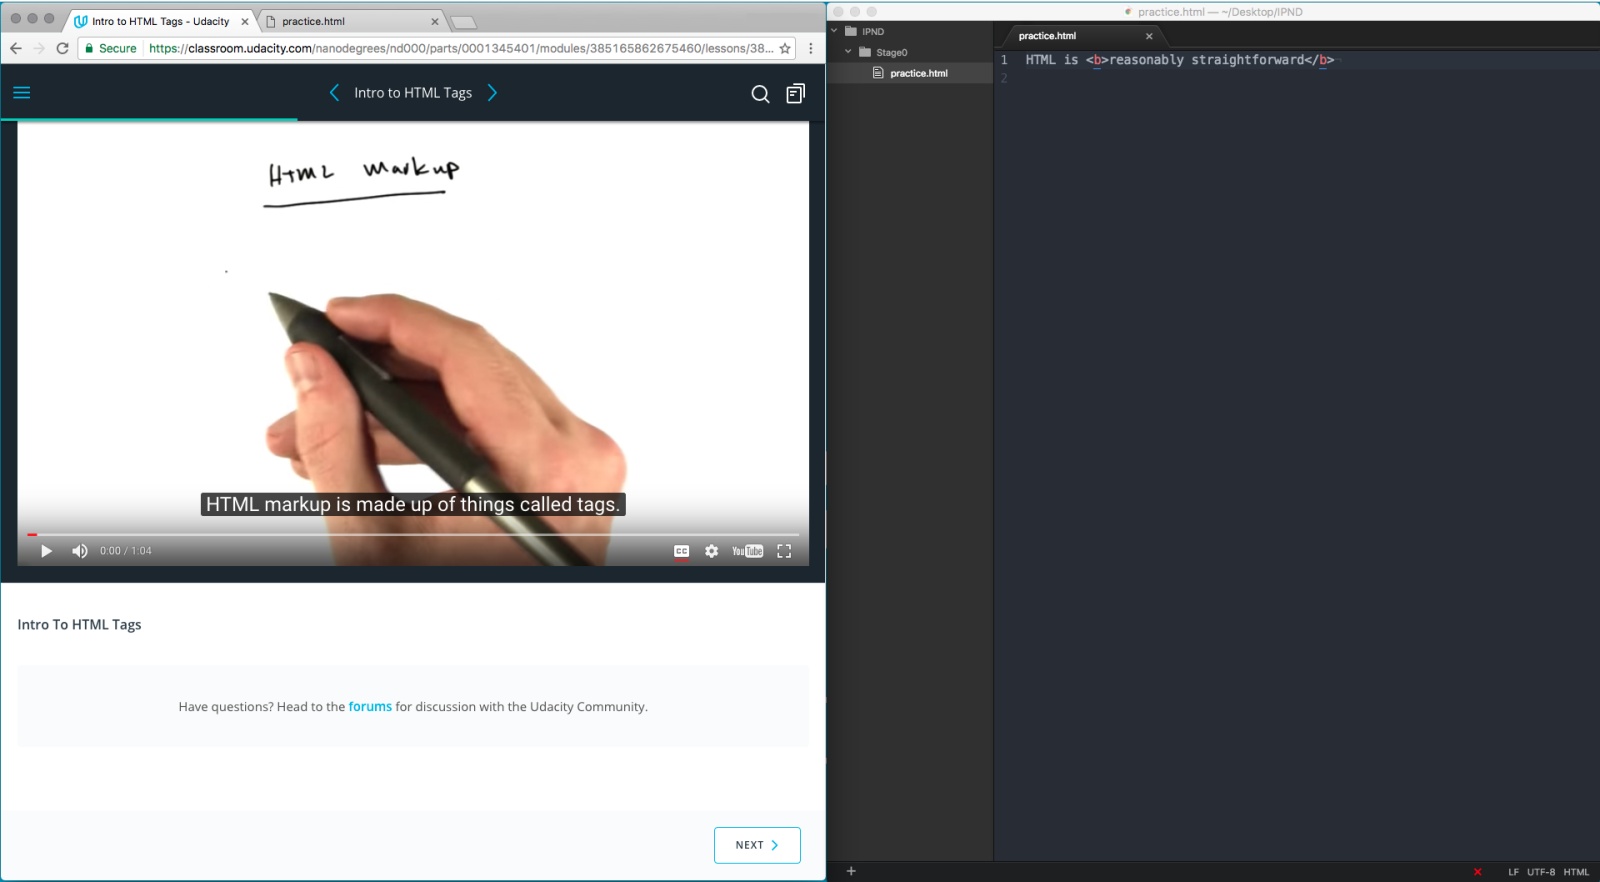 Intro to HTML Tags - Udacity
practice.html
Secure
https://classroom.udacity.com/nanodegrees/nd000/parts/0001345401/modules/385165862675460/lessons/38...
Intro to HTML Tags
HTML Markup
HTML markup is made up of things called tags.
0:00 / 1:04
CC
YouTube
Intro To HTML Tags
Have questions? Head to the forums for discussion with the Udacity Community.
NEXT
practice.html — ~/Desktop/IPND
IPND
Stage0
practice.html
practice.html
1 HTML is <b>reasonably straightforward</b>
2
LF UTF-8 HTML